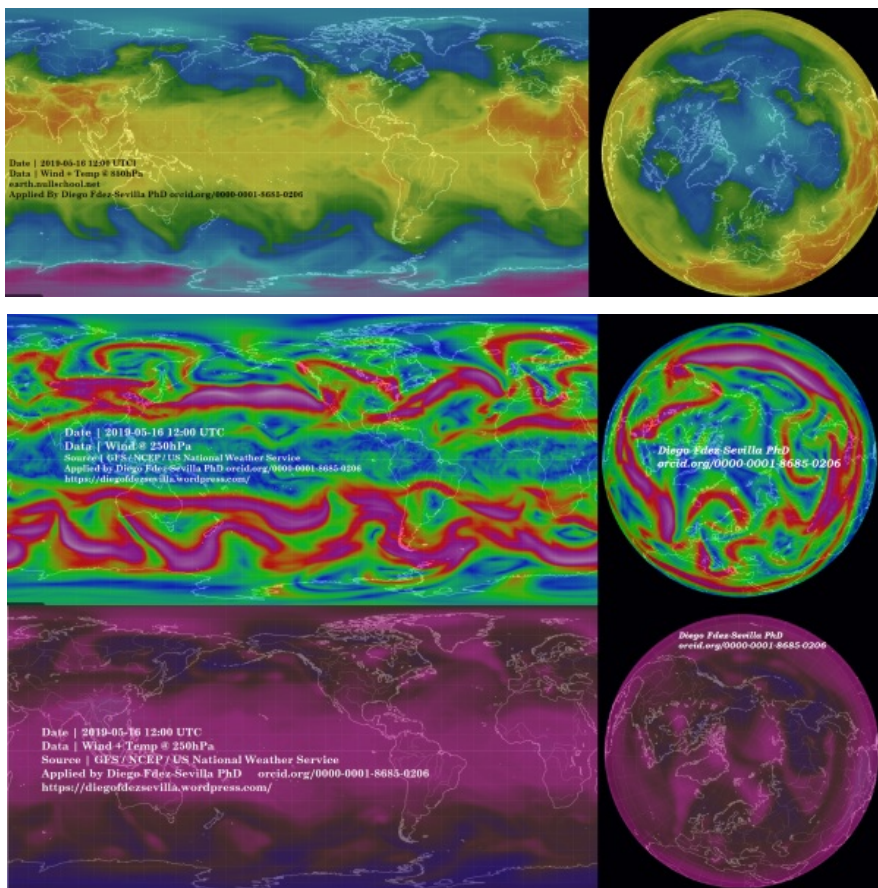 Date | 2019-05-16 12:00 UTC!
Data | Wind + Temp @ 850hPa
earth.nullschool.net
Applied By Diego Fdez-Sevilla PhD orcid.org/0000-0001-8685-0206
Date | 2019-05-16 12:00 UTC
Data | Wind @ 250hPa
Source | GFS / NCEP / US National Weather Service
Applied by Diego Fdez-Sevilla PhD orcid.org/0000-0001-8685-0206
https://diegofdezsevilla.wordpress.com/
Diego Fdez-Sevilla PhD
orcid.org/0000-0001-8685-0206
Diego Fdez-Sevilla PhD
orcid.org/0000-0001-8685-0206
Date | 2019-05-16 12:00 UTC
Data | Wind + Temp @ 250hPa
Source | GFS / NCEP / US National Weather Service
Applied by Diego Fdez-Sevilla PhD orcid.org/0000-0001-8685-0206
https://diegofdezsevilla.wordpress.com/